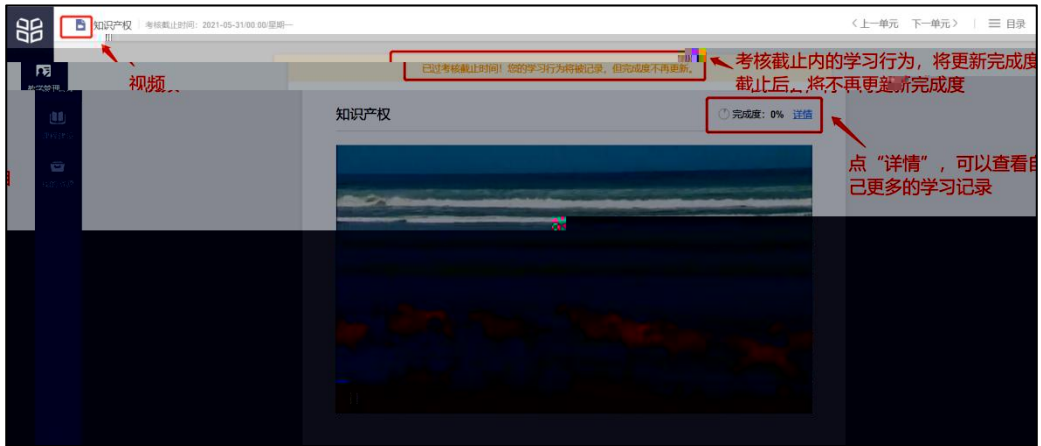 知识产权 考核截止时间：2021-05-31/00:00/星期一
〈上一单元 下一单元〉 目录
视频
已过考核截止时间！您的学习行为将被记录，但完成度不再更新。
考核截止内的学习行为，将更新完成度
截止后，将不再更新完成度
知识产权
完成度：0% 详情
点“详情”，可以查看自
己更多的学习记录